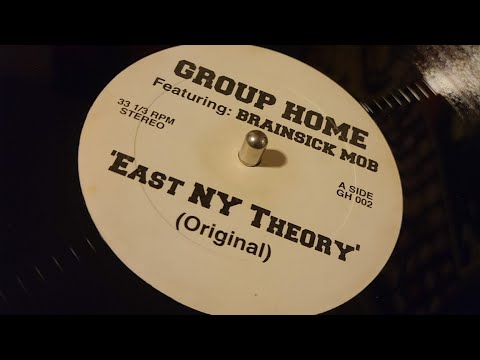 GROUP HOME
Featuring: BRAINSICK MOB
33 1/3 RPM
STEREO
A SIDE
GH 002
'EAST NY THEORY'
(Original)